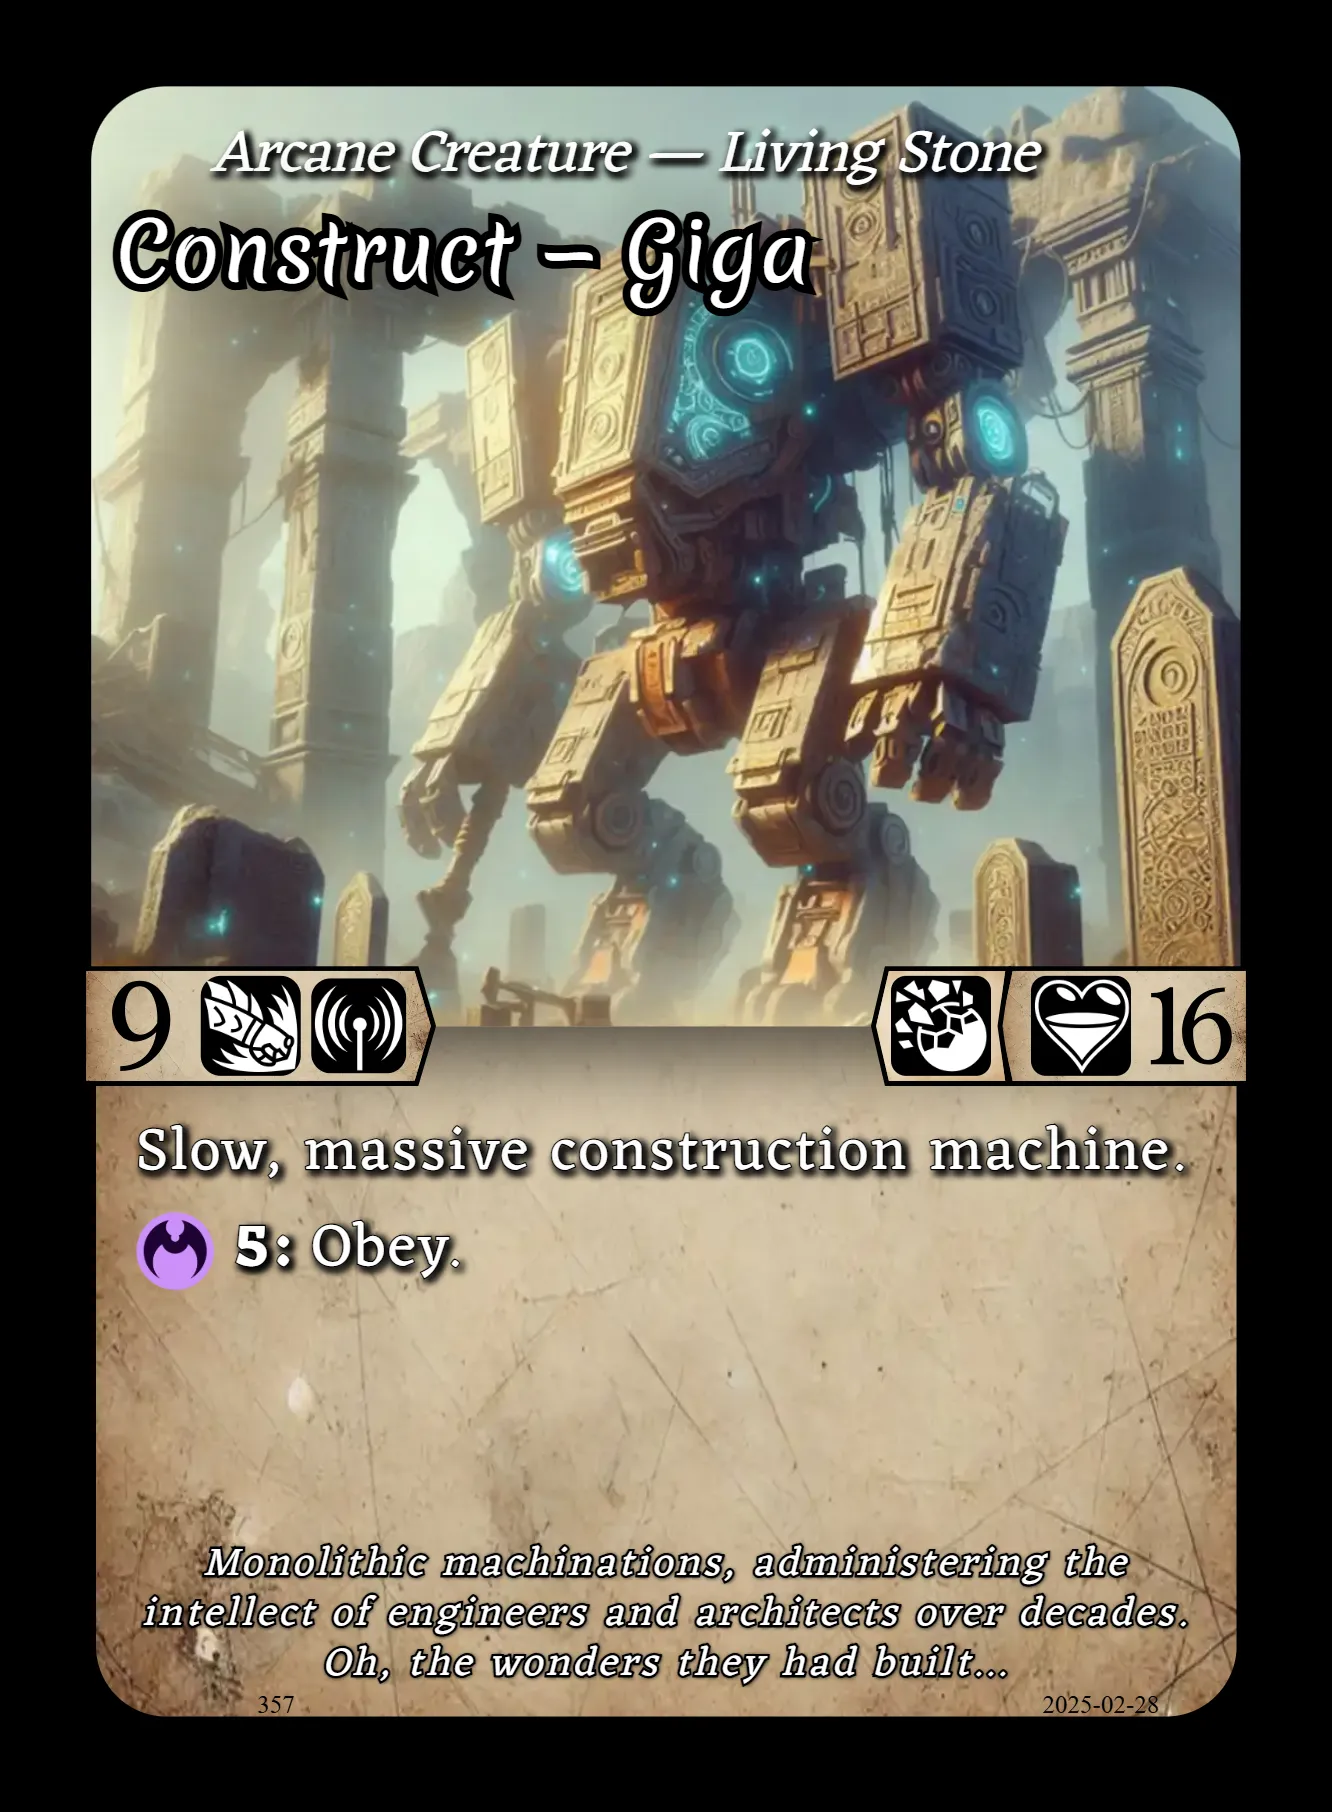 Arcane Creature — Living Stone
Construct – Giga
9
16
Slow, massive construction machine.
5: Obey.
Monolithic machinations, administering the
intellect of engineers and architects over decades.
Oh, the wonders they had built...
357
2025-02-28